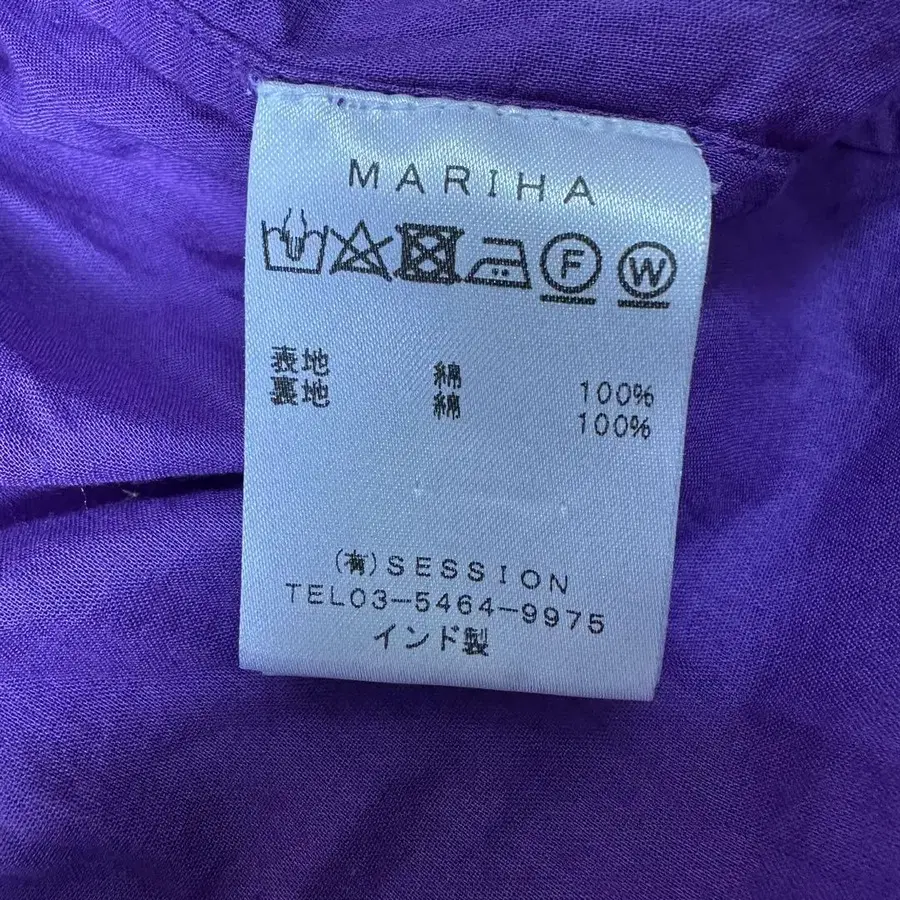 MARIHA
F W
表地 綿 100%
裏地 綿 100%
(有)SESSION
TEL03-5464-9975
インド製